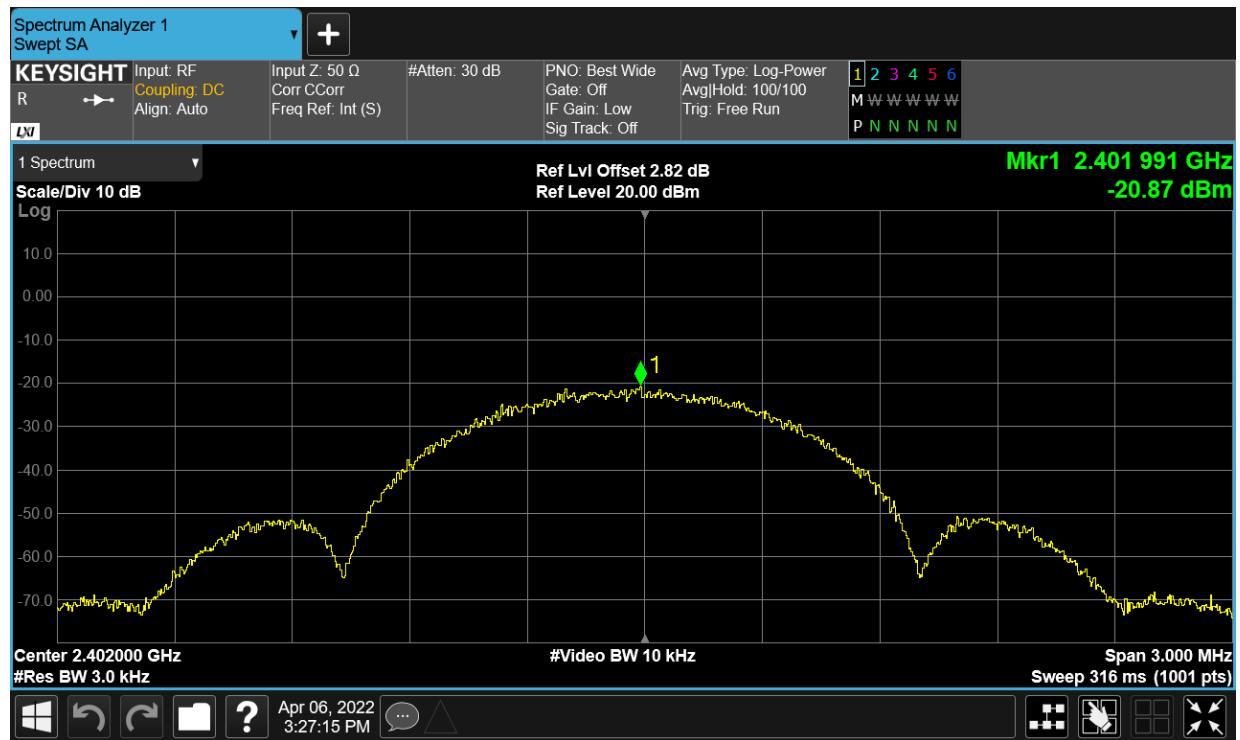 Spectrum Analyzer 1
Swept SA
KEYSIGHT
R
LXI
Input: RF
Coupling: DC
Align: Auto
Input Z: 50 Ω
Corr CCorr
Freq Ref: Int (S)
#Atten: 30 dB
PNO: Best Wide
Gate: Off
IF Gain: Low
Sig Track: Off
Avg Type: Log-Power
Avg|Hold: 100/100
Trig: Free Run
1 2 3 4 5 6
M W W W W W
P N N N N N
1 Spectrum
Scale/Div 10 dB
Ref Lvl Offset 2.82 dB
Ref Level 20.00 dBm
Mkr1 2.401 991 GHz
-20.87 dBm
Log
10.0
0.00
-10.0
-20.0
-30.0
-40.0
-50.0
-60.0
-70.0
1
Center 2.402000 GHz
#Res BW 3.0 kHz
#Video BW 10 kHz
Span 3.000 MHz
Sweep 316 ms (1001 pts)
?
Apr 06, 2022
3:27:15 PM